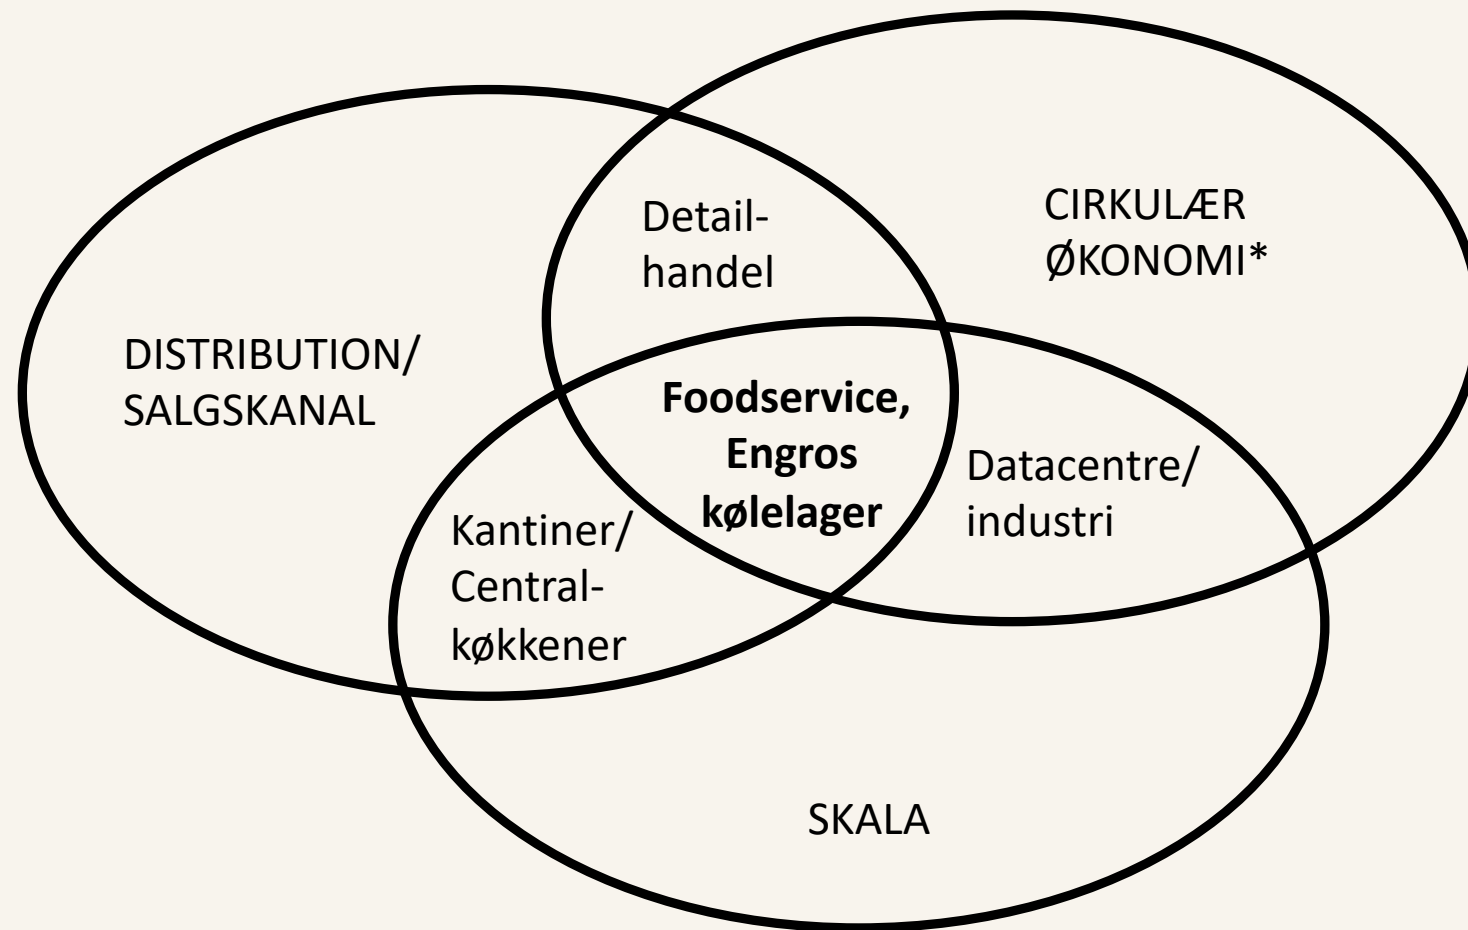 Detail-
handel
CIRKULÆR
ØKONOMI*
DISTRIBUTION/
SALGSKANAL
Foodservice,
Engros
kølelager
Datacentre/
industri
Kantiner/
Central-
køkkener
SKALA